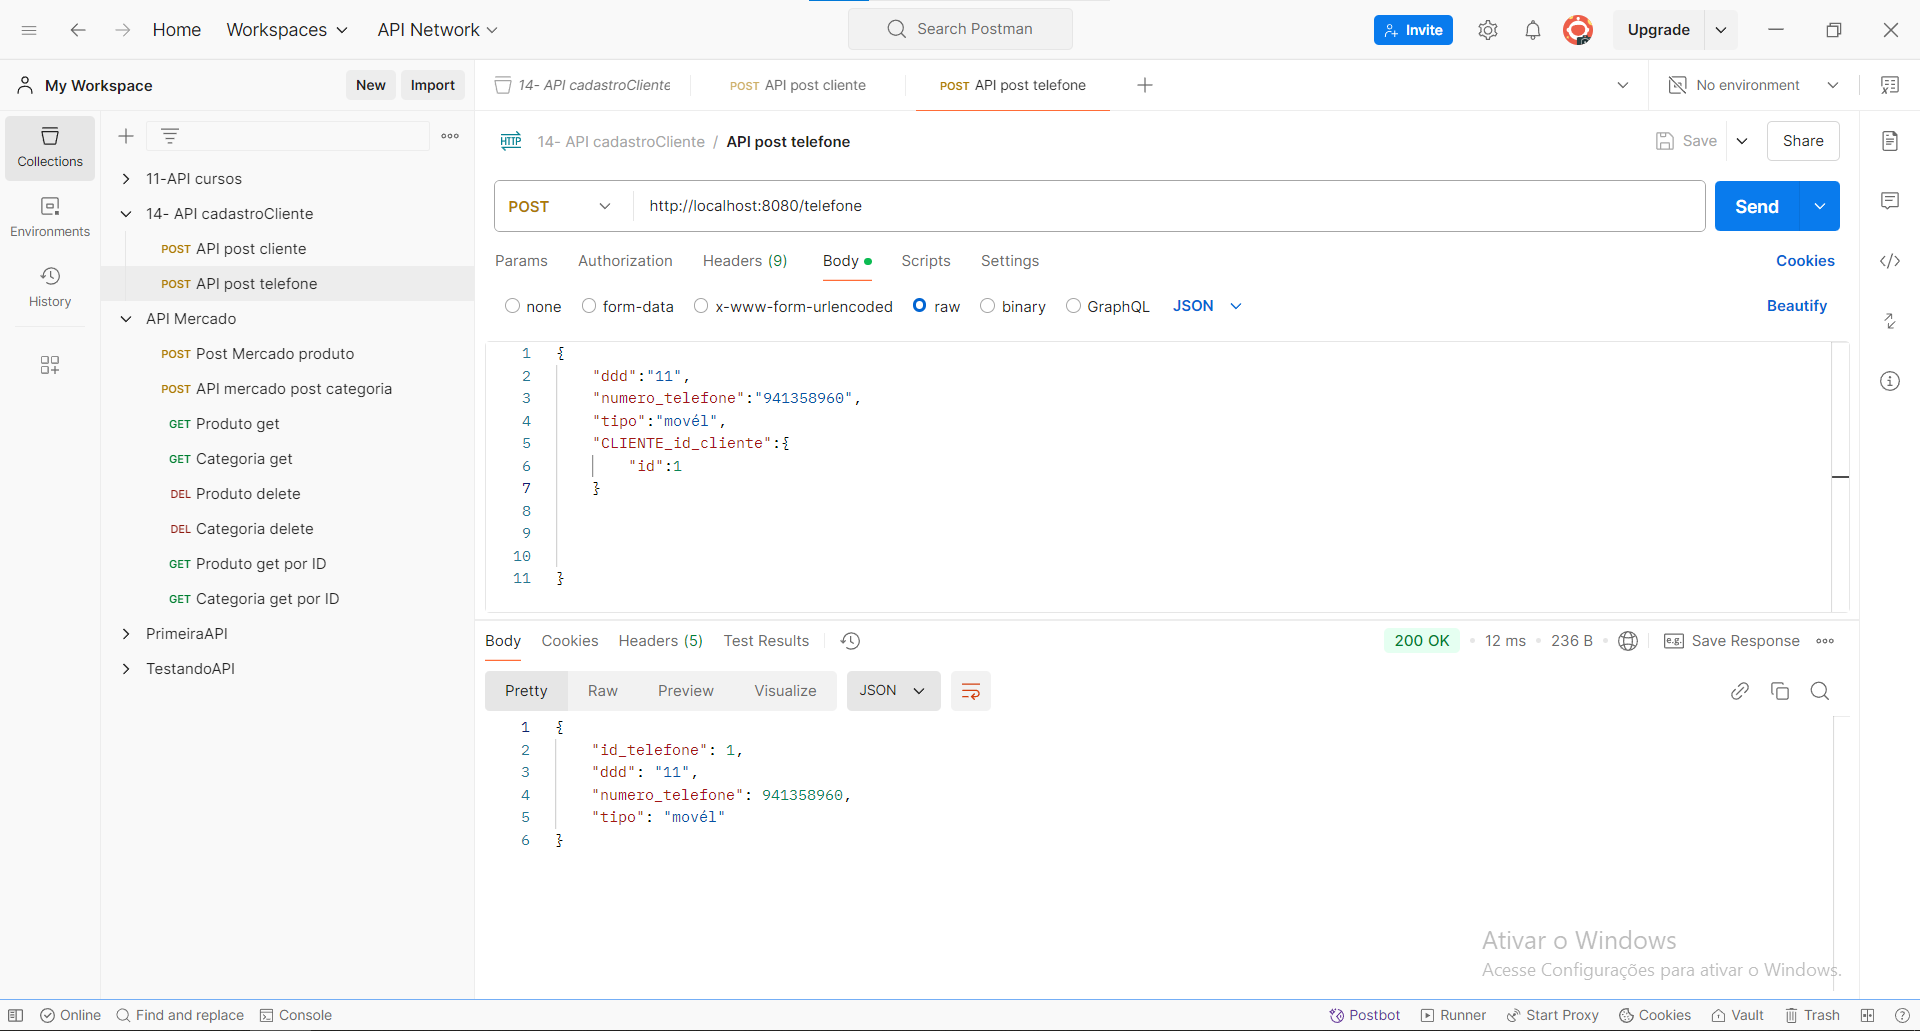 Home Workspaces API Network Search Postman Invite Upgrade
My Workspace New Import
14- API cadastroCliente POST API post cliente POST API post telefone No environment
Collections
Environments
History
11-API cursos
14- API cadastroCliente
POST API post cliente
POST API post telefone
API Mercado
POST Post Mercado produto
POST API mercado post categoria
GET Produto get
GET Categoria get
DEL Produto delete
DEL Categoria delete
GET Produto get por ID
GET Categoria get por ID
PrimeiraAPI
TestandoAPI
HTTP 14- API cadastroCliente / API post telefone Save Share
POST http://localhost:8080/telefone Send
Params Authorization Headers (9) Body Scripts Settings Cookies
none form-data x-www-form-urlencoded raw binary GraphQL JSON Beautify
1 {
2 "ddd":"11",
3 "numero_telefone":"941358960",
4 "tipo":"movél",
5 "CLIENTE_id_cliente":{
6 "id":1
7 }
8
9
10
11 }
Body Cookies Headers (5) Test Results 200 OK 12 ms 236 B e.g. Save Response
Pretty Raw Preview Visualize JSON
1 {
2 "id_telefone": 1,
3 "ddd": "11",
4 "numero_telefone": 941358960,
5 "tipo": "movél"
6 }
Ativar o Windows
Acesse Configurações para ativar o Windows.
Online Find and replace Console Postbot Runner Start Proxy Cookies Vault Trash